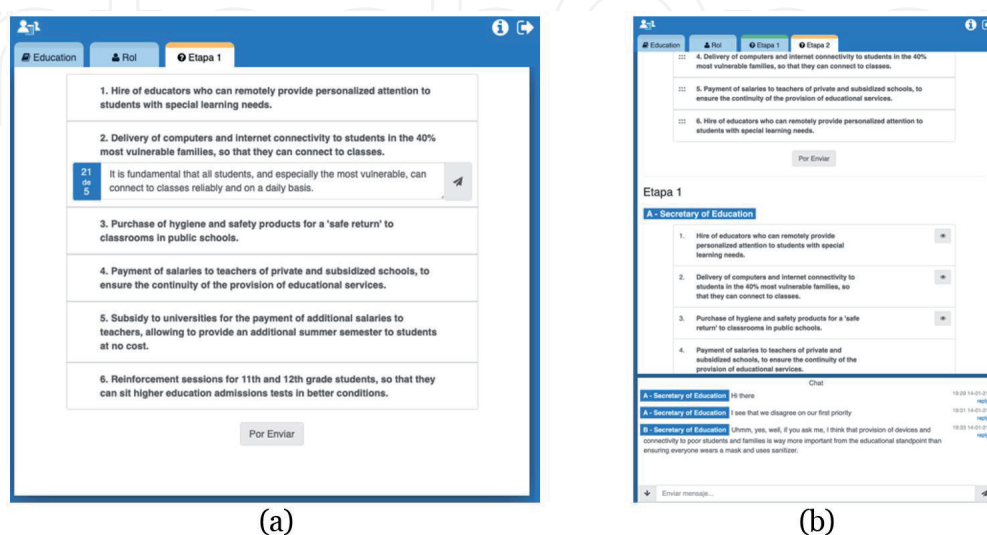 Education
Rol
Etapa 1
1. Hire of educators who can remotely provide personalized attention to
students with special learning needs.
2. Delivery of computers and internet connectivity to students in the 40%
most vulnerable families, so that they can connect to classes.
21
de
5
It is fundamental that all students, and especially the most vulnerable, can
connect to classes reliably and on a daily basis.
3. Purchase of hygiene and safety products for a 'safe return' to
classrooms in public schools.
4. Payment of salaries to teachers of private and subsidized schools, to
ensure the continuity of the provision of educational services.
5. Subsidy to universities for the payment of additional salaries to
teachers, allowing to provide an additional summer semester to students
at no cost.
6. Reinforcement sessions for 11th and 12th grade students, so that they
can sit higher education admissions tests in better conditions.
Por Enviar
(a)
Education
Rol
Etapa 1
Etapa 2
4. Delivery of computers and internet connectivity to students in the 40%
most vulnerable families, so that they can connect to classes.
5. Payment of salaries to teachers of private and subsidized schools, to
ensure the continuity of the provision of educational services.
6. Hire of educators who can remotely provide personalized attention to
students with special learning needs.
Por Enviar
Etapa 1
A - Secretary of Education
1. Hire of educators who can remotely provide
personalized attention to students with special
learning needs.
2. Delivery of computers and internet connectivity to
students in the 40% most vulnerable families, so
that they can connect to classes.
3. Purchase of hygiene and safety products for a 'safe
return' to classrooms in public schools.
4. Payment of salaries to teachers of private and
subsidized schools, to ensure the continuity of the
provision of educational services.
Chat
A - Secretary of Education Hi there
A - Secretary of Education I see that we disagree on our first priority
B - Secretary of Education Uhmm, yes, well, if you ask me, I think that provision of devices and
connectivity to poor students and families is way more important from the educational standpoint than
ensuring everyone wears a mask and uses sanitizer.
Enviar mensaje...
(b)